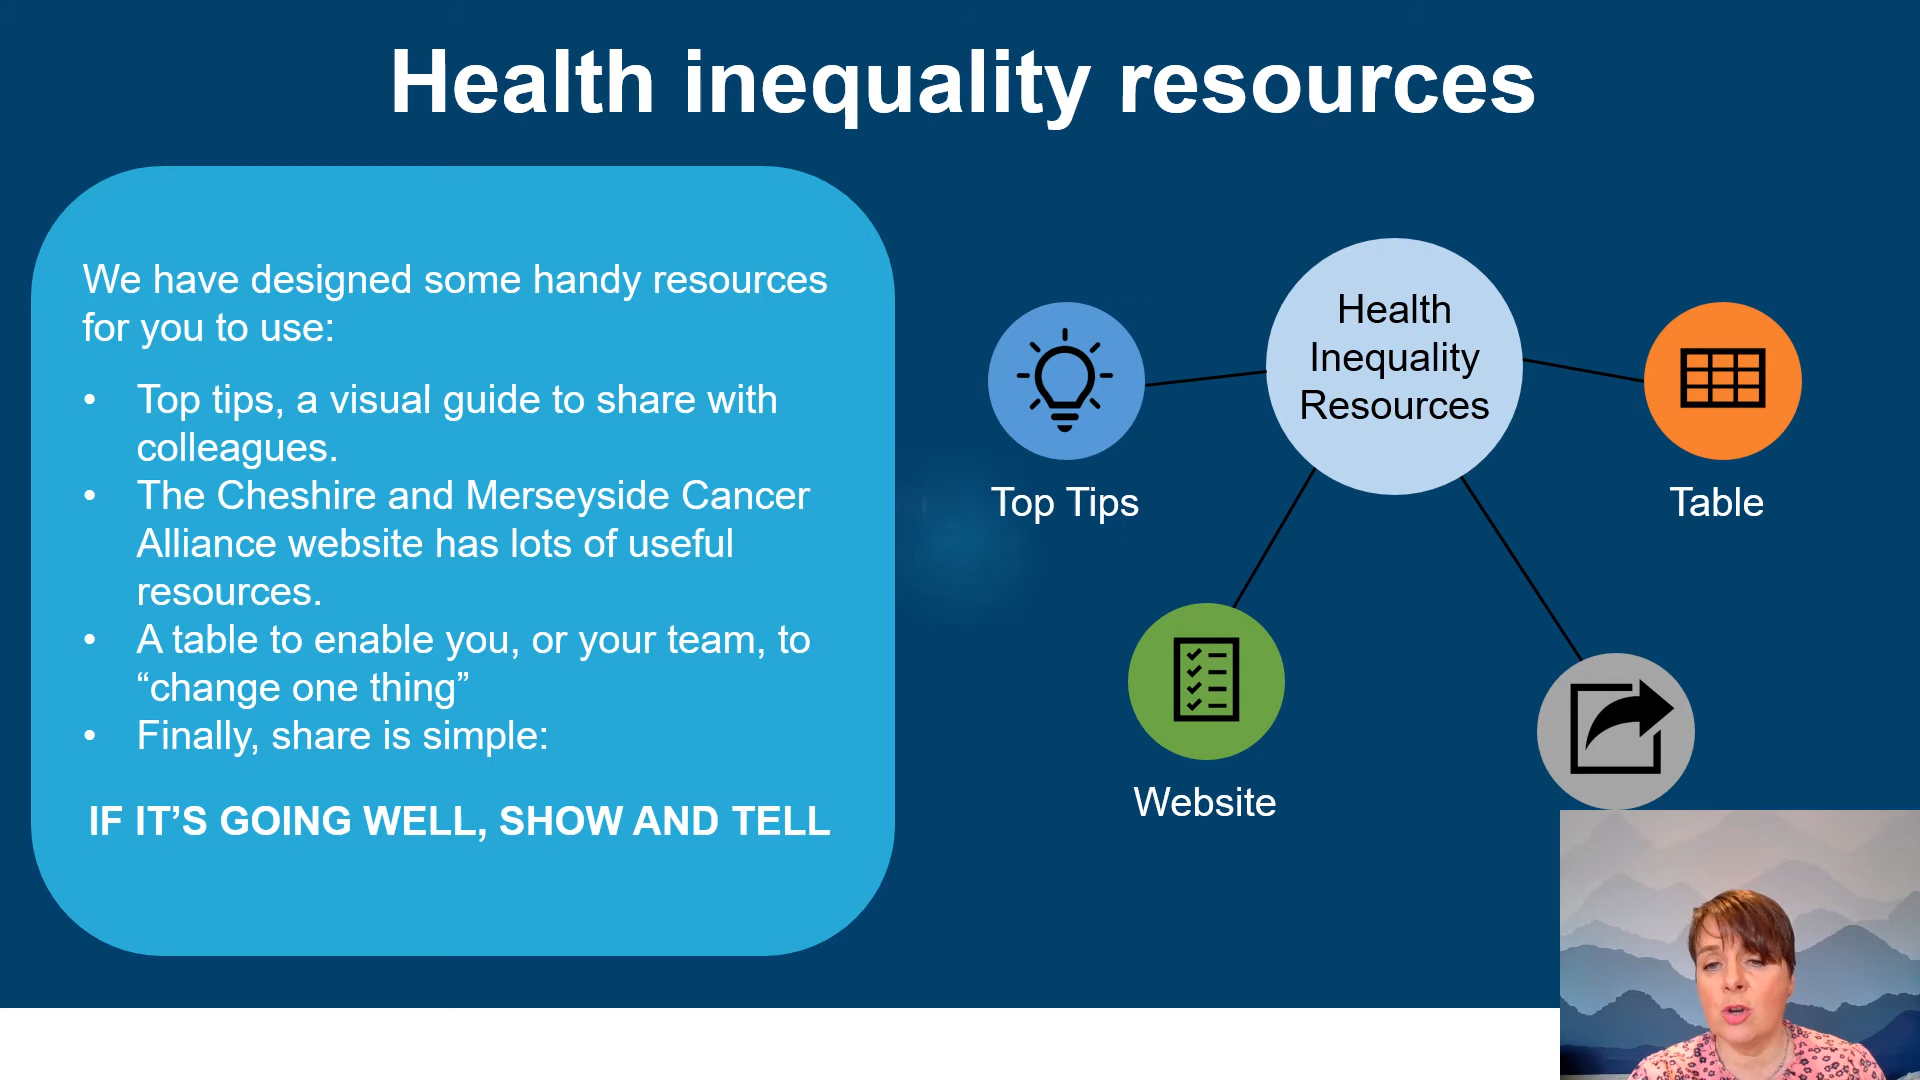 Health inequality resources
We have designed some handy resources
for you to use:
• Top tips, a visual guide to share with
colleagues.
• The Cheshire and Merseyside Cancer
Alliance website has lots of useful
resources.
• A table to enable you, or your team, to
“change one thing”
• Finally, share is simple:
IF IT’S GOING WELL, SHOW AND TELL
Health
Inequality
Resources
Top Tips
Table
Website